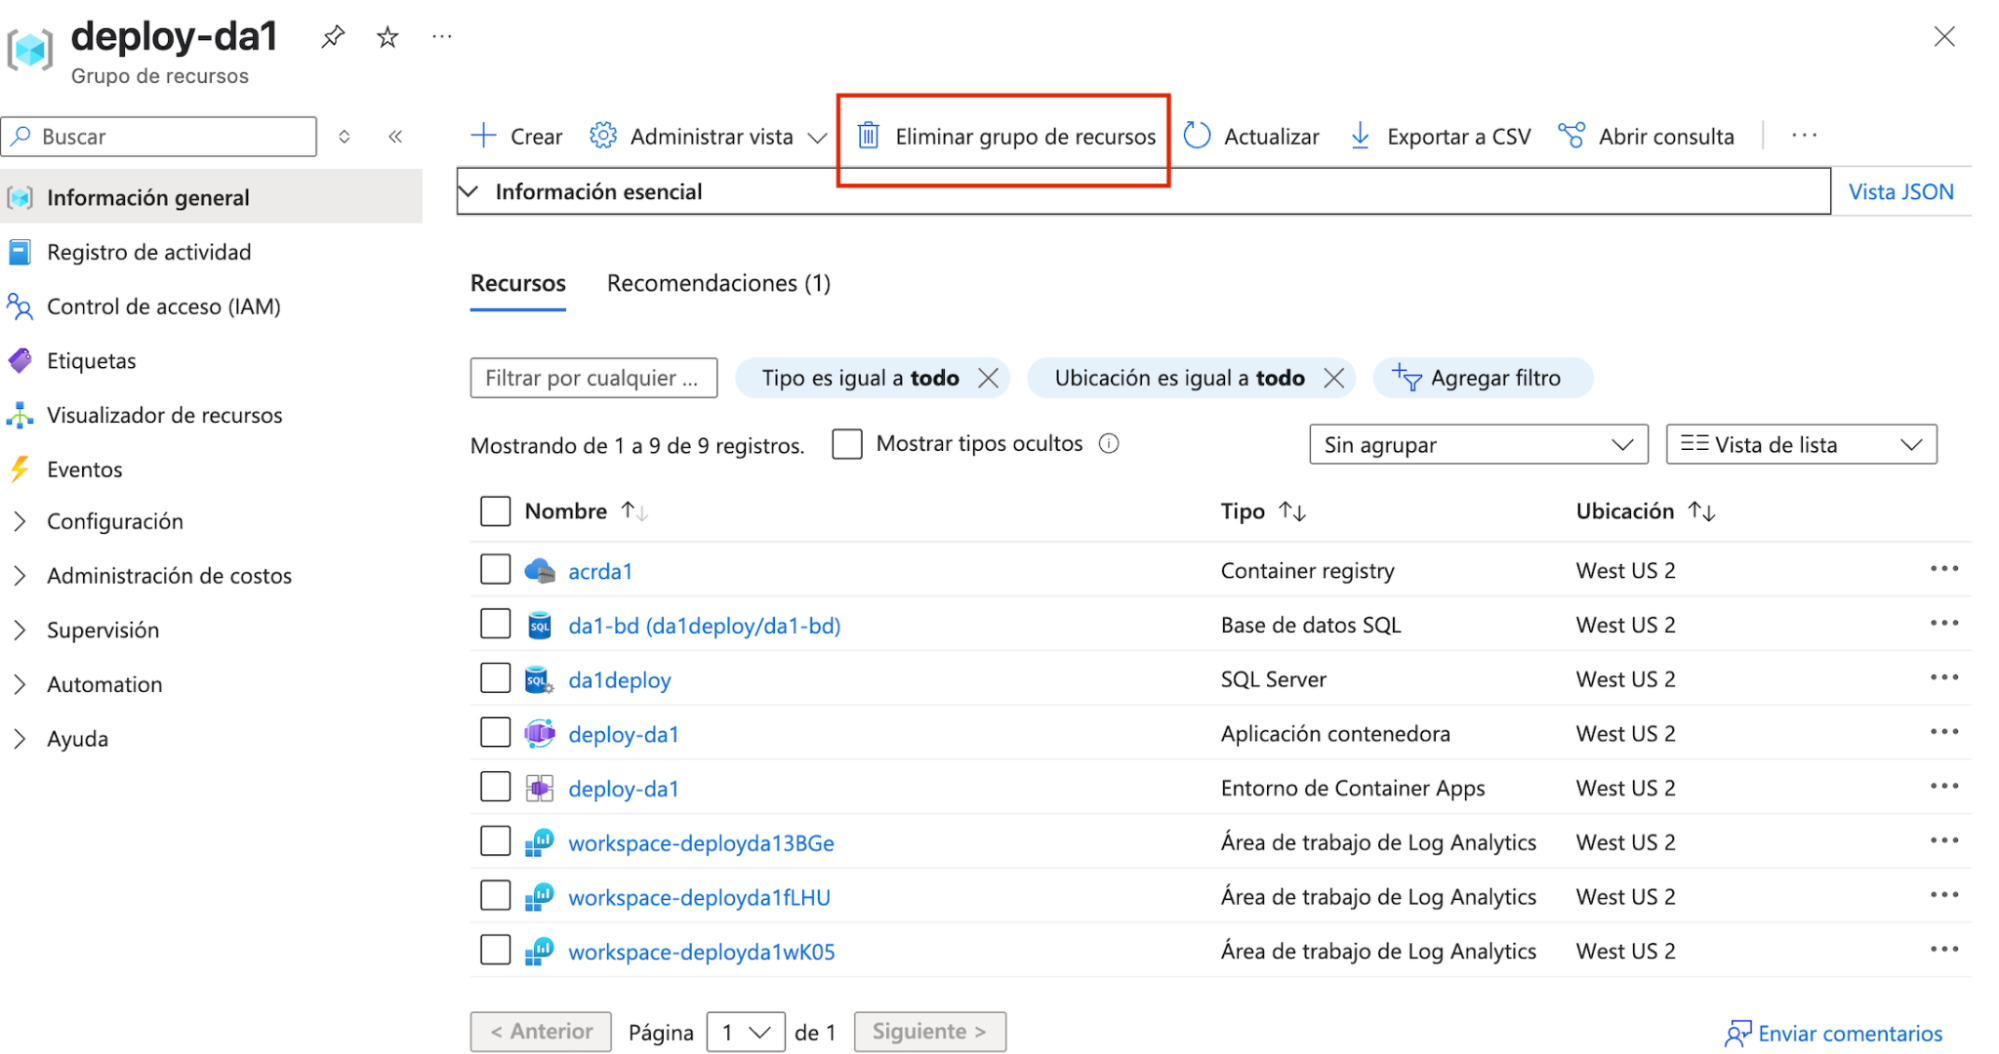 deploy-da1
Grupo de recursos
Buscar
Crear Administrar vista Eliminar grupo de recursos Actualizar Exportar a CSV Abrir consulta
Información general
Registro de actividad
Control de acceso (IAM)
Etiquetas
Visualizador de recursos
Eventos
Configuración
Administración de costos
Supervisión
Automation
Ayuda
Información esencial Vista JSON
Recursos Recomendaciones (1)
Filtrar por cualquier ... Tipo es igual a todo Ubicación es igual a todo Agregar filtro
Mostrando de 1 a 9 de 9 registros. Mostrar tipos ocultos Sin agrupar Vista de lista
Nombre Tipo Ubicación
acrda1 Container registry West US 2
da1-bd (da1deploy/da1-bd) Base de datos SQL West US 2
da1deploy SQL Server West US 2
deploy-da1 Aplicación contenedora West US 2
deploy-da1 Entorno de Container Apps West US 2
workspace-deployda13BGe Área de trabajo de Log Analytics West US 2
workspace-deployda1fLHU Área de trabajo de Log Analytics West US 2
workspace-deployda1wK05 Área de trabajo de Log Analytics West US 2
< Anterior Página 1 de 1 Siguiente > Enviar comentarios